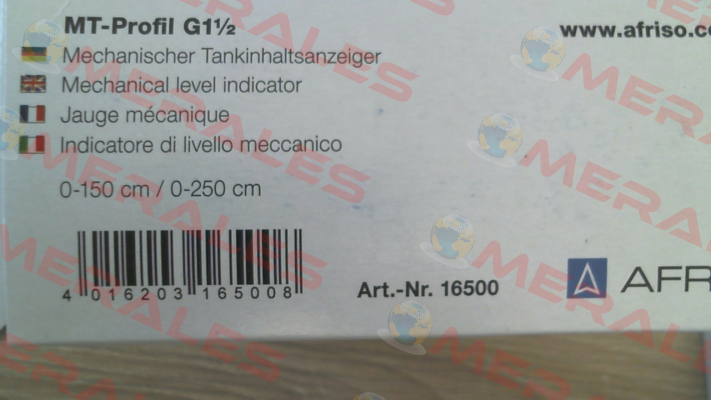 MT-Profil G1½
www.afriso.co
Mechanischer Tankinhaltsanzeiger
Mechanical level indicator
Jauge mécanique
Indicatore di livello meccanico
0-150 cm / 0-250 cm
4 016203 165008
Art.-Nr. 16500
AFR
OMERALES